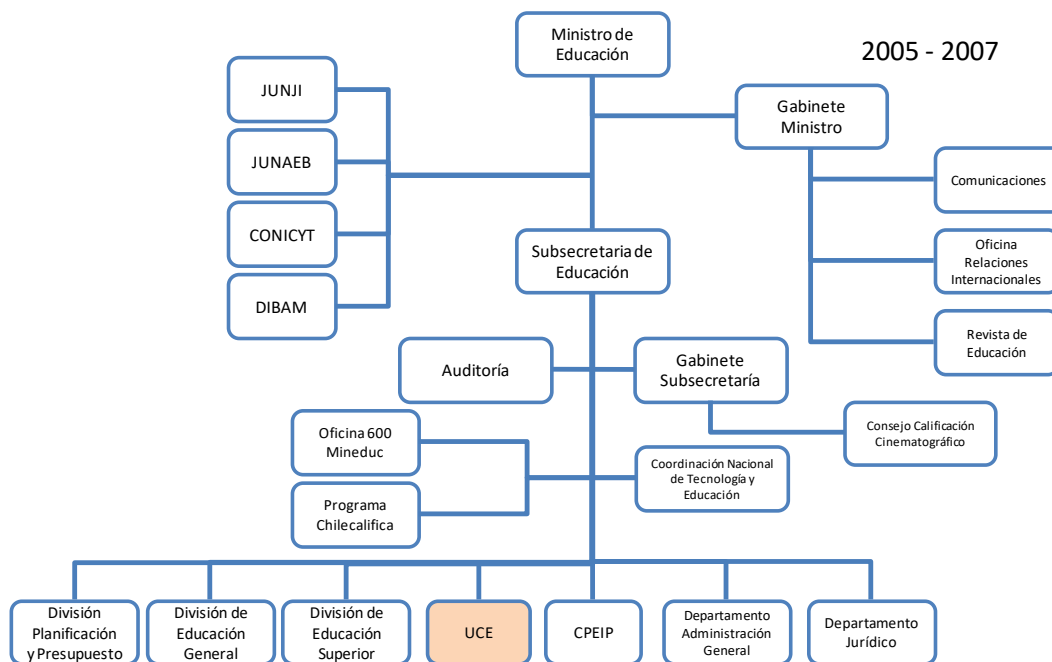 Ministro de
Educación
2005 - 2007
JUNJI
Gabinete
Ministro
JUNAEB
Comunicaciones
CONICYT
Subsecretaria de
Educación
Oficina
Relaciones
Internacionales
DIBAM
Revista de
Educación
Auditoría
Gabinete
Subsecretaría
Oficina 600
Mineduc
Consejo Calificación
Cinematográfico
Coordinación Nacional
de Tecnología y
Educación
Programa
Chilecalifica
División
Planificación
y Presupuesto
División de
Educación
General
División de
Educación
Superior
UCE
CPEIP
Departamento
Administración
General
Departamento
Jurídico